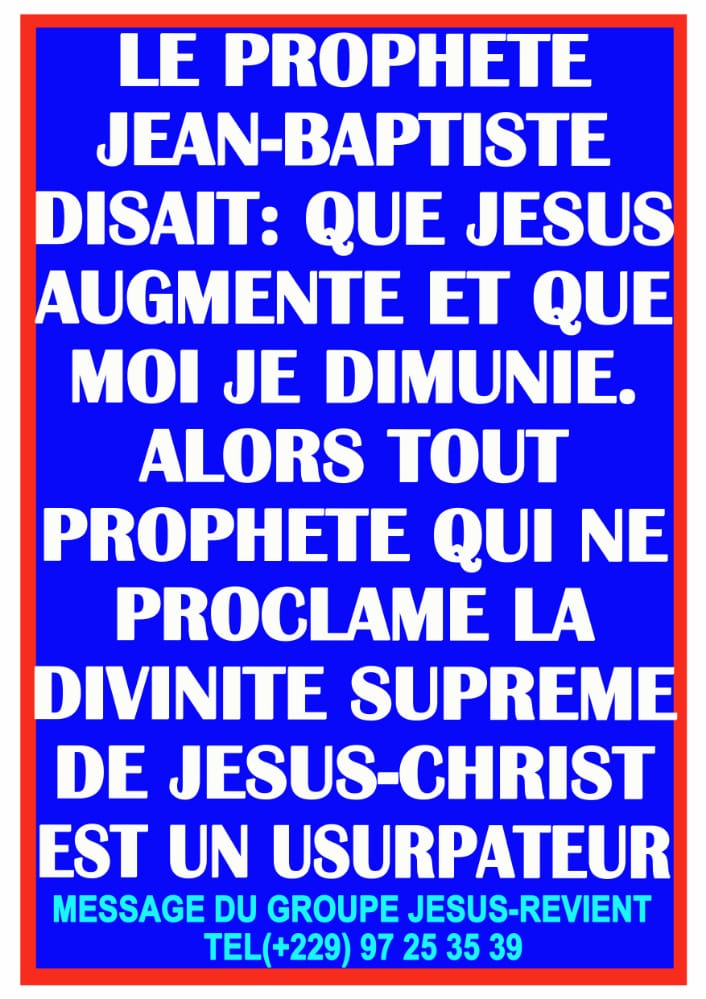 LE PROPHETE
JEAN-BAPTISTE
DISAIT: QUE JESUS
AUGMENTE ET QUE
MOI JE DIMUNIE.
ALORS TOUT
PROPHETE QUI NE
PROCLAME LA
DIVINITE SUPREME
DE JESUS-CHRIST
EST UN USURPATEUR
MESSAGE DU GROUPE JESUS-REVIENT
TEL(+229) 97 25 35 39